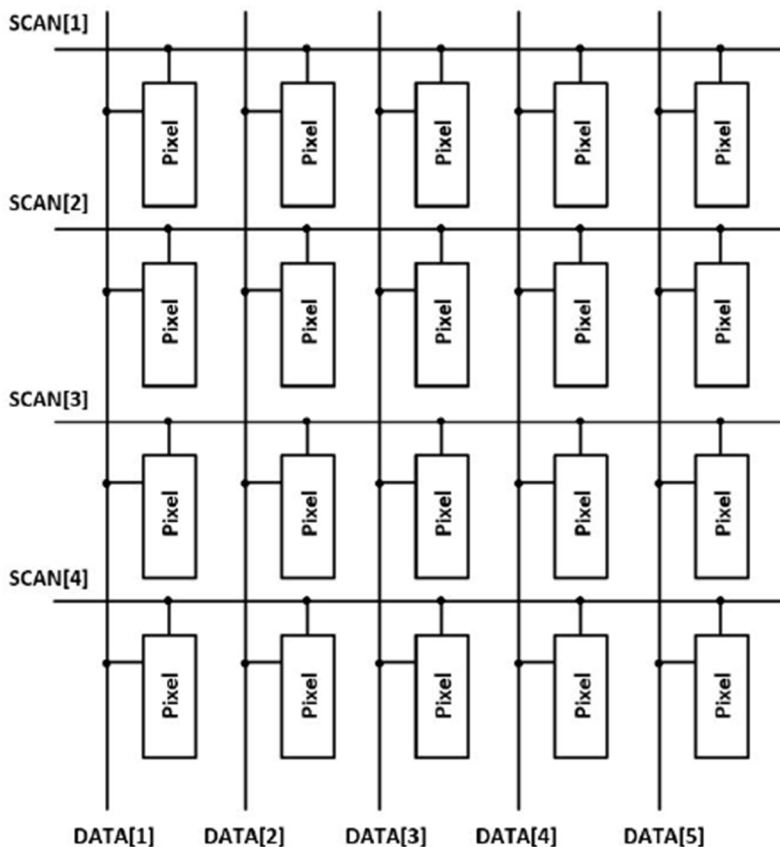 SCAN[1]
Pixel Pixel Pixel Pixel Pixel
SCAN[2]
Pixel Pixel Pixel Pixel Pixel
SCAN[3]
Pixel Pixel Pixel Pixel Pixel
SCAN[4]
Pixel Pixel Pixel Pixel Pixel
DATA[1] DATA[2] DATA[3] DATA[4] DATA[5]